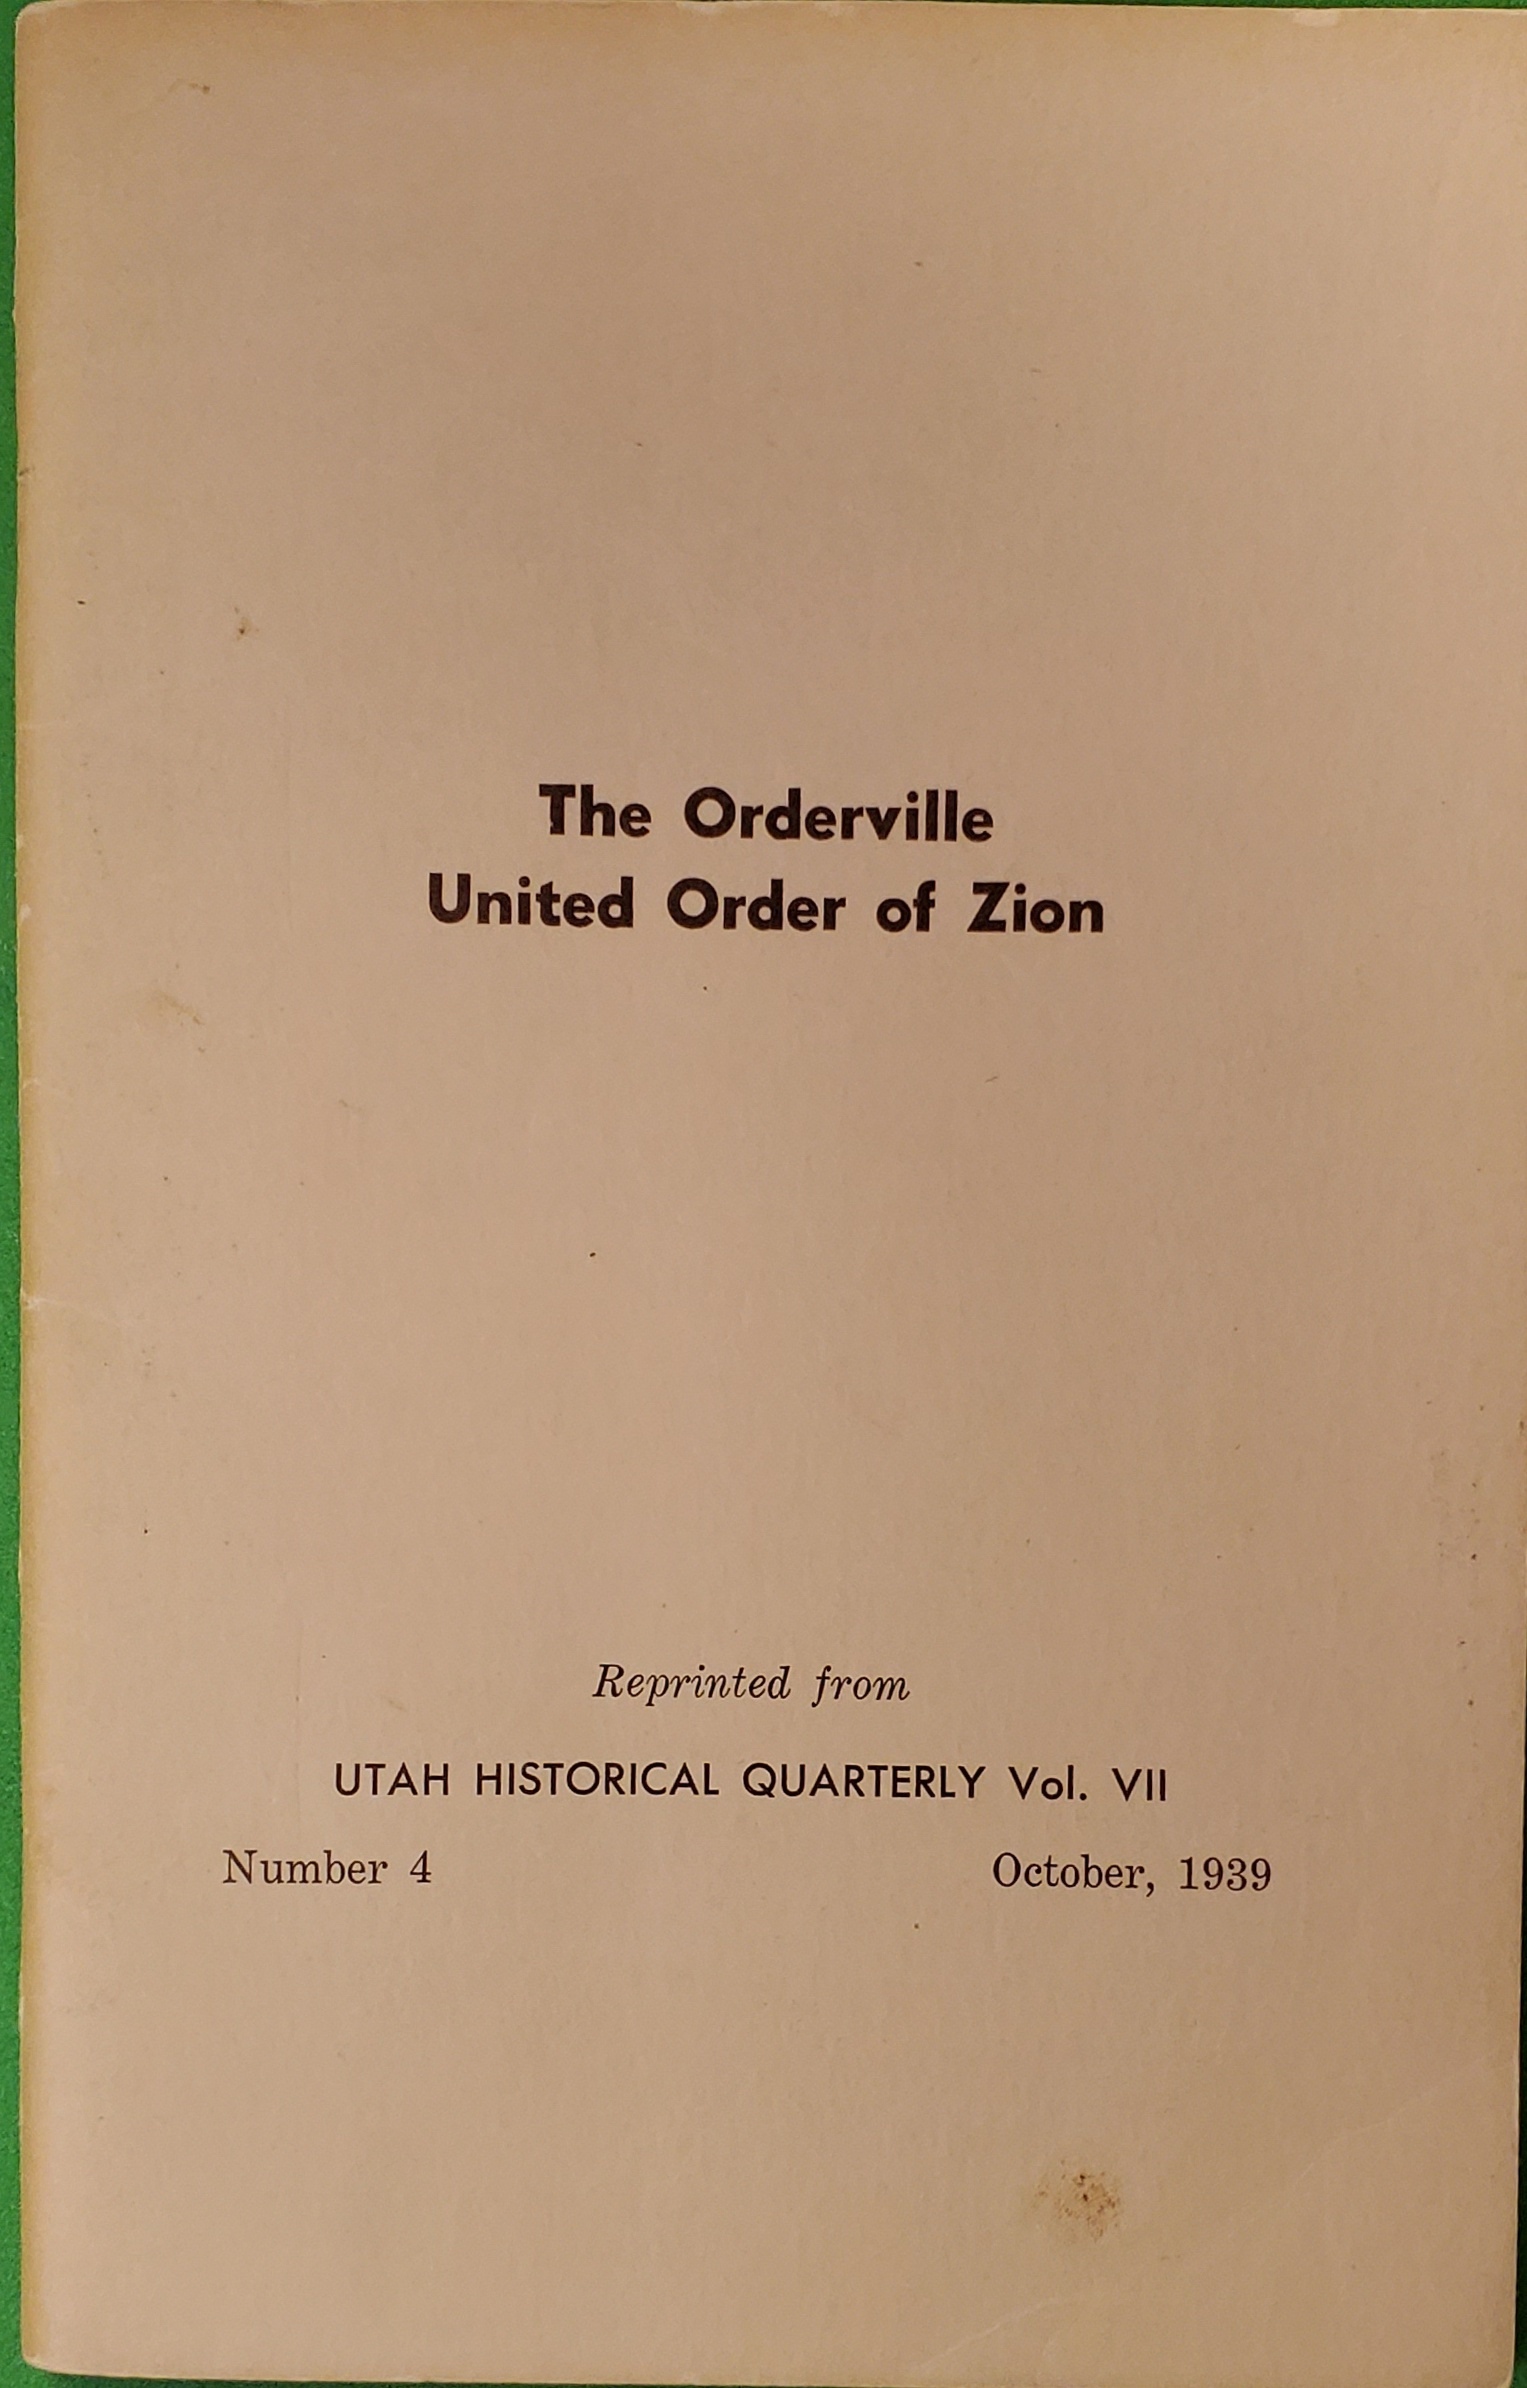 The Orderville
United Order of Zion
Reprinted from
UTAH HISTORICAL QUARTERLY Vol. VII
Number 4 October, 1939